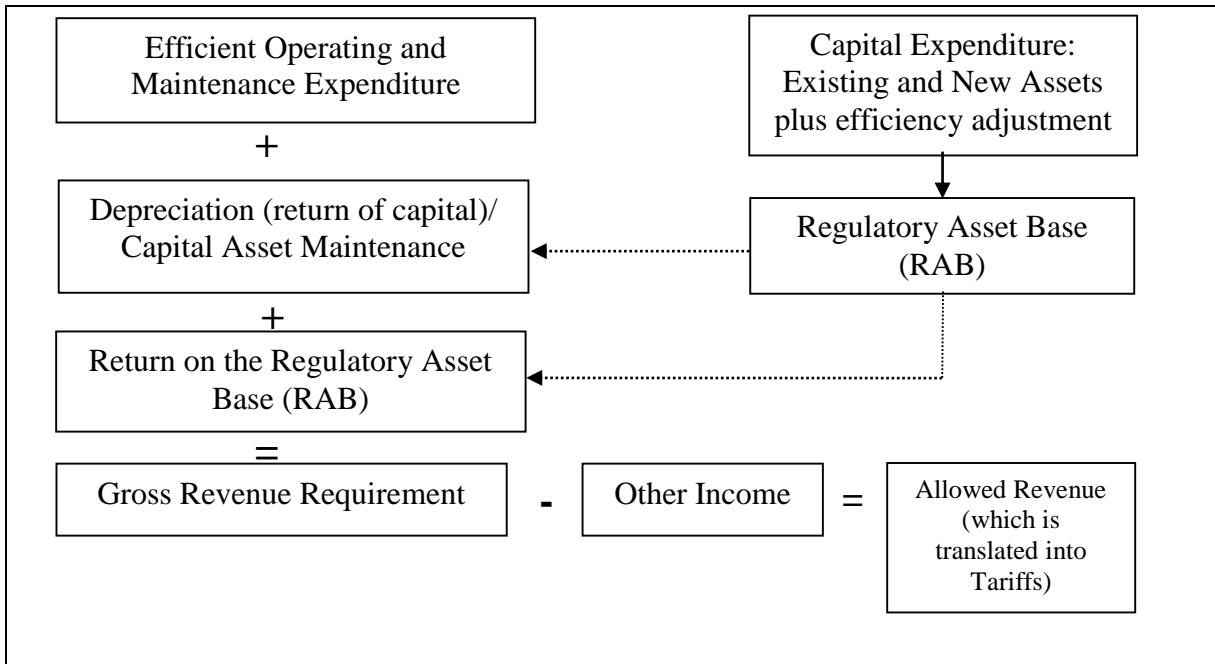 Efficient Operating and
Maintenance Expenditure
+
Depreciation (return of capital)/
Capital Asset Maintenance
+
Return on the Regulatory Asset
Base (RAB)
=
Capital Expenditure:
Existing and New Assets
plus efficiency adjustment
Regulatory Asset Base
(RAB)
Gross Revenue Requirement
-
Other Income
=
Allowed Revenue
(which is
translated into
Tariffs)